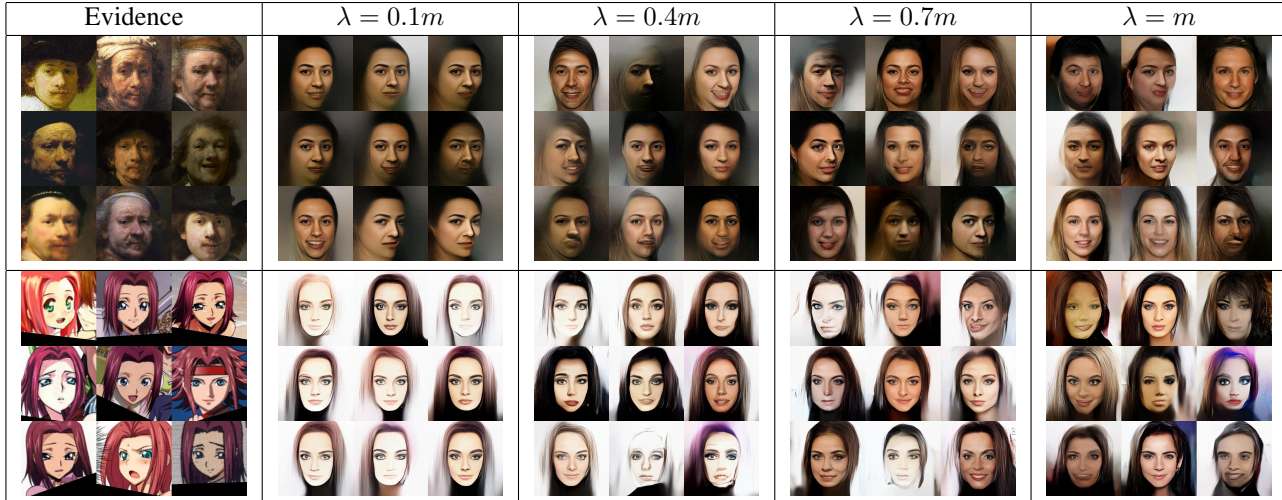 Evidence
λ = 0.1m
λ = 0.4m
λ = 0.7m
λ = m